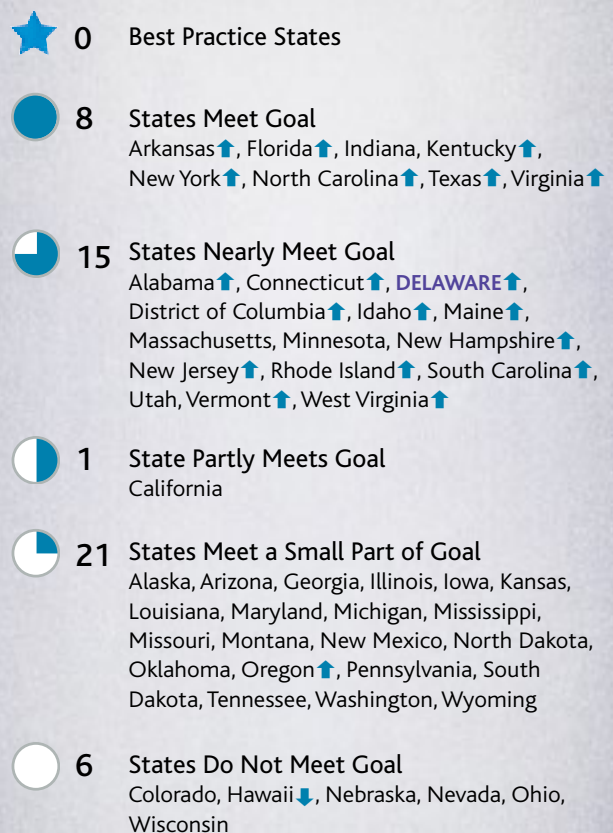 0 Best Practice States
8 States Meet Goal
Arkansas⬆, Florida⬆, Indiana, Kentucky⬆,
New York⬆, North Carolina⬆, Texas⬆, Virginia⬆
15 States Nearly Meet Goal
Alabama⬆, Connecticut⬆, DELAWARE⬆,
District of Columbia⬆, Idaho⬆, Maine⬆,
Massachusetts, Minnesota, New Hampshire⬆,
New Jersey⬆, Rhode Island⬆, South Carolina⬆,
Utah, Vermont⬆, West Virginia⬆
1 State Partly Meets Goal
California
21 States Meet a Small Part of Goal
Alaska, Arizona, Georgia, Illinois, Iowa, Kansas,
Louisiana, Maryland, Michigan, Mississippi,
Missouri, Montana, New Mexico, North Dakota,
Oklahoma, Oregon⬆, Pennsylvania, South
Dakota, Tennessee, Washington, Wyoming
6 States Do Not Meet Goal
Colorado, Hawaii⬇, Nebraska, Nevada, Ohio,
Wisconsin